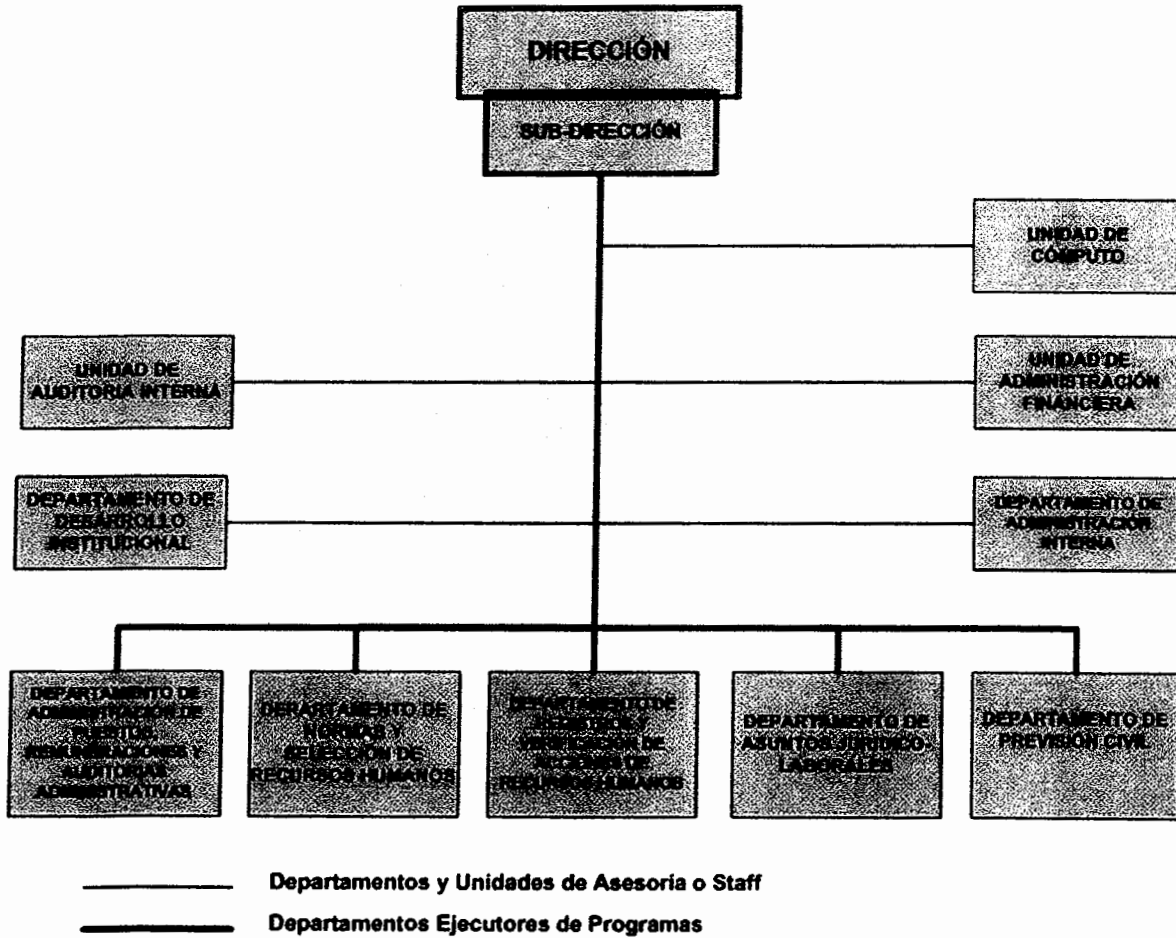 DIRECCIÓN
SUB-DIRECCIÓN
UNIDAD DE
CÓMPUTO
UNIDAD DE
AUDITORIA INTERNA
UNIDAD DE
ADMINISTRACIÓN
FINANCIERA
DEPARTAMENTO DE
DESARROLLO
INSTITUCIONAL
DEPARTAMENTO DE
ADMINISTRACIÓN
INTERNA
DEPARTAMENTO DE
ADMINISTRACIÓN DE
PUESTOS,
REMUNERACIONES Y
AUDITORIAS
ADMINISTRATIVAS
DEPARTAMENTO DE
NORMAS Y
SELECCIÓN DE
RECURSOS HUMANOS
DEPARTAMENTO DE
REGISTROS Y
VERIFICACIÓN DE
ACCIONES DE
RECURSOS HUMANOS
DEPARTAMENTO DE
ASUNTOS JURÍDICO-
LABORALES
DEPARTAMENTO DE
PREVISIÓN CIVIL
Departamentos y Unidades de Asesoría o Staff
Departamentos Ejecutores de Programas